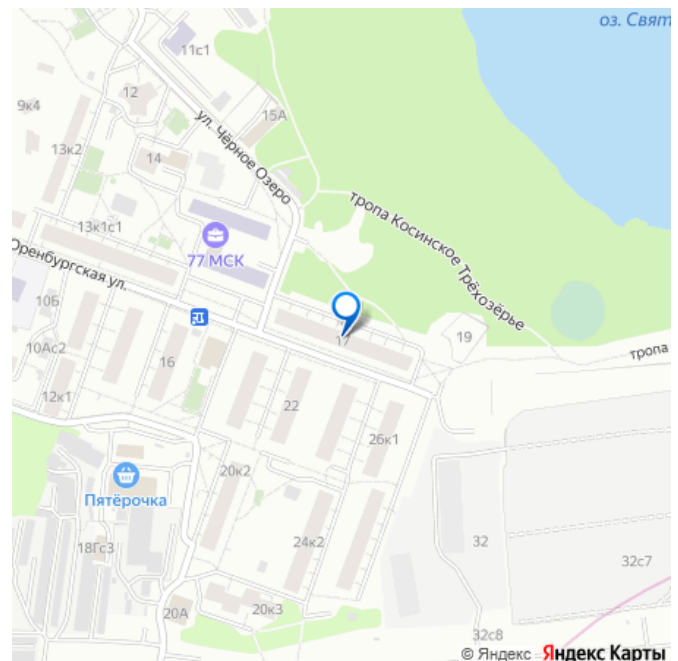 оз. Свят
11с1
12
9к4
15А
ул. Чёрное Озеро
13к2
14
тропа Косинское Трёхозёрье
13к1с1
77 МСК
Оренбургская ул.
10Б
17
19
10Ас2
16
тропа
12к1
22
26к1
20к2
Пятёрочка
18Гс3
24к2
32
32с7
20А
20к3
32с8
© Яндекс Яндекс Карты